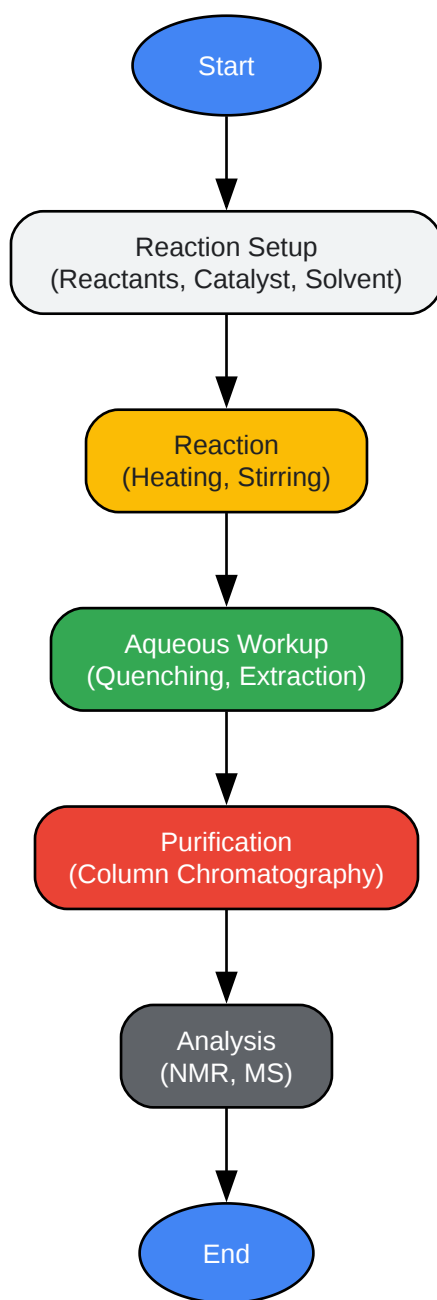 Start
Reaction Setup
(Reactants, Catalyst, Solvent)
Reaction
(Heating, Stirring)
Aqueous Workup
(Quenching, Extraction)
Purification
(Column Chromatography)
Analysis
(NMR, MS)
End